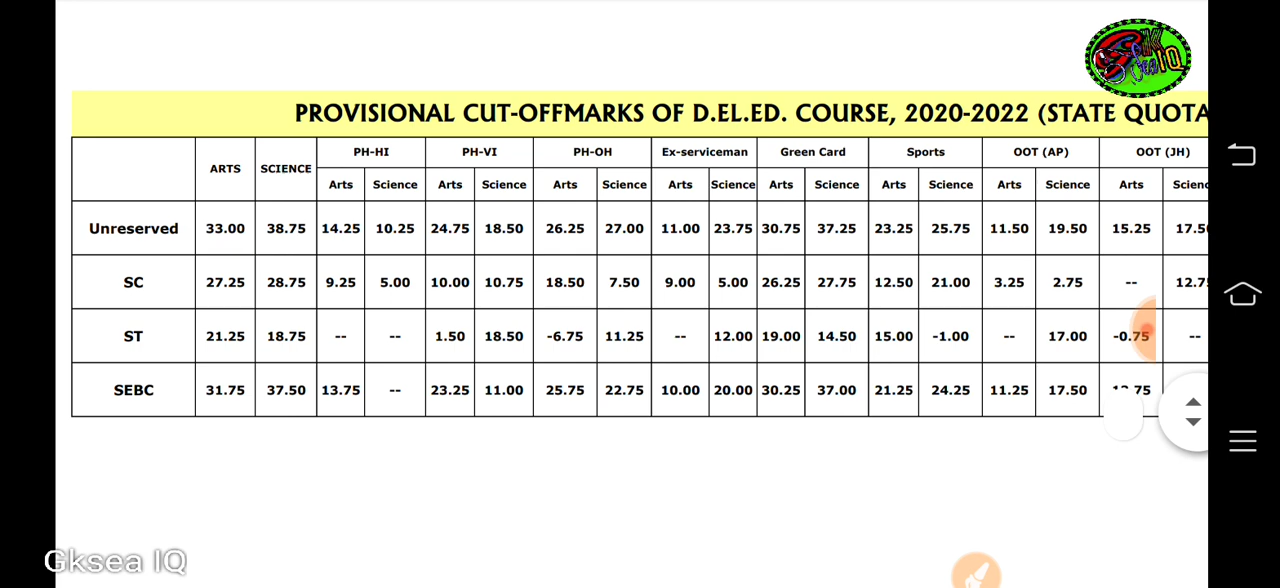 IQ
PROVISIONAL CUT-OFFMARKS OF D.EL.ED. COURSE, 2020-2022 (STATE QUOTA
ARTS SCIENCE PH-HI PH-VI PH-OH Ex-serviceman Green Card Sports OOT (AP) OOT (JH)
Arts Science Arts Science Arts Science Arts Science Arts Science Arts Science Arts Science Arts Scienc
Unreserved 33.00 38.75 14.25 10.25 24.75 18.50 26.25 27.00 11.00 23.75 30.75 37.25 23.25 25.75 11.50 19.50 15.25 17.50
SC 27.25 28.75 9.25 5.00 10.00 10.75 18.50 7.50 9.00 5.00 26.25 27.75 12.50 21.00 3.25 2.75 -- 12.75
ST 21.25 18.75 -- -- 1.50 18.50 -6.75 11.25 -- 12.00 19.00 14.50 15.00 -1.00 -- 17.00 -0.75 --
SEBC 31.75 37.50 13.75 -- 23.25 11.00 25.75 22.75 10.00 20.00 30.25 37.00 21.25 24.25 11.25 17.50
Gksea IQ